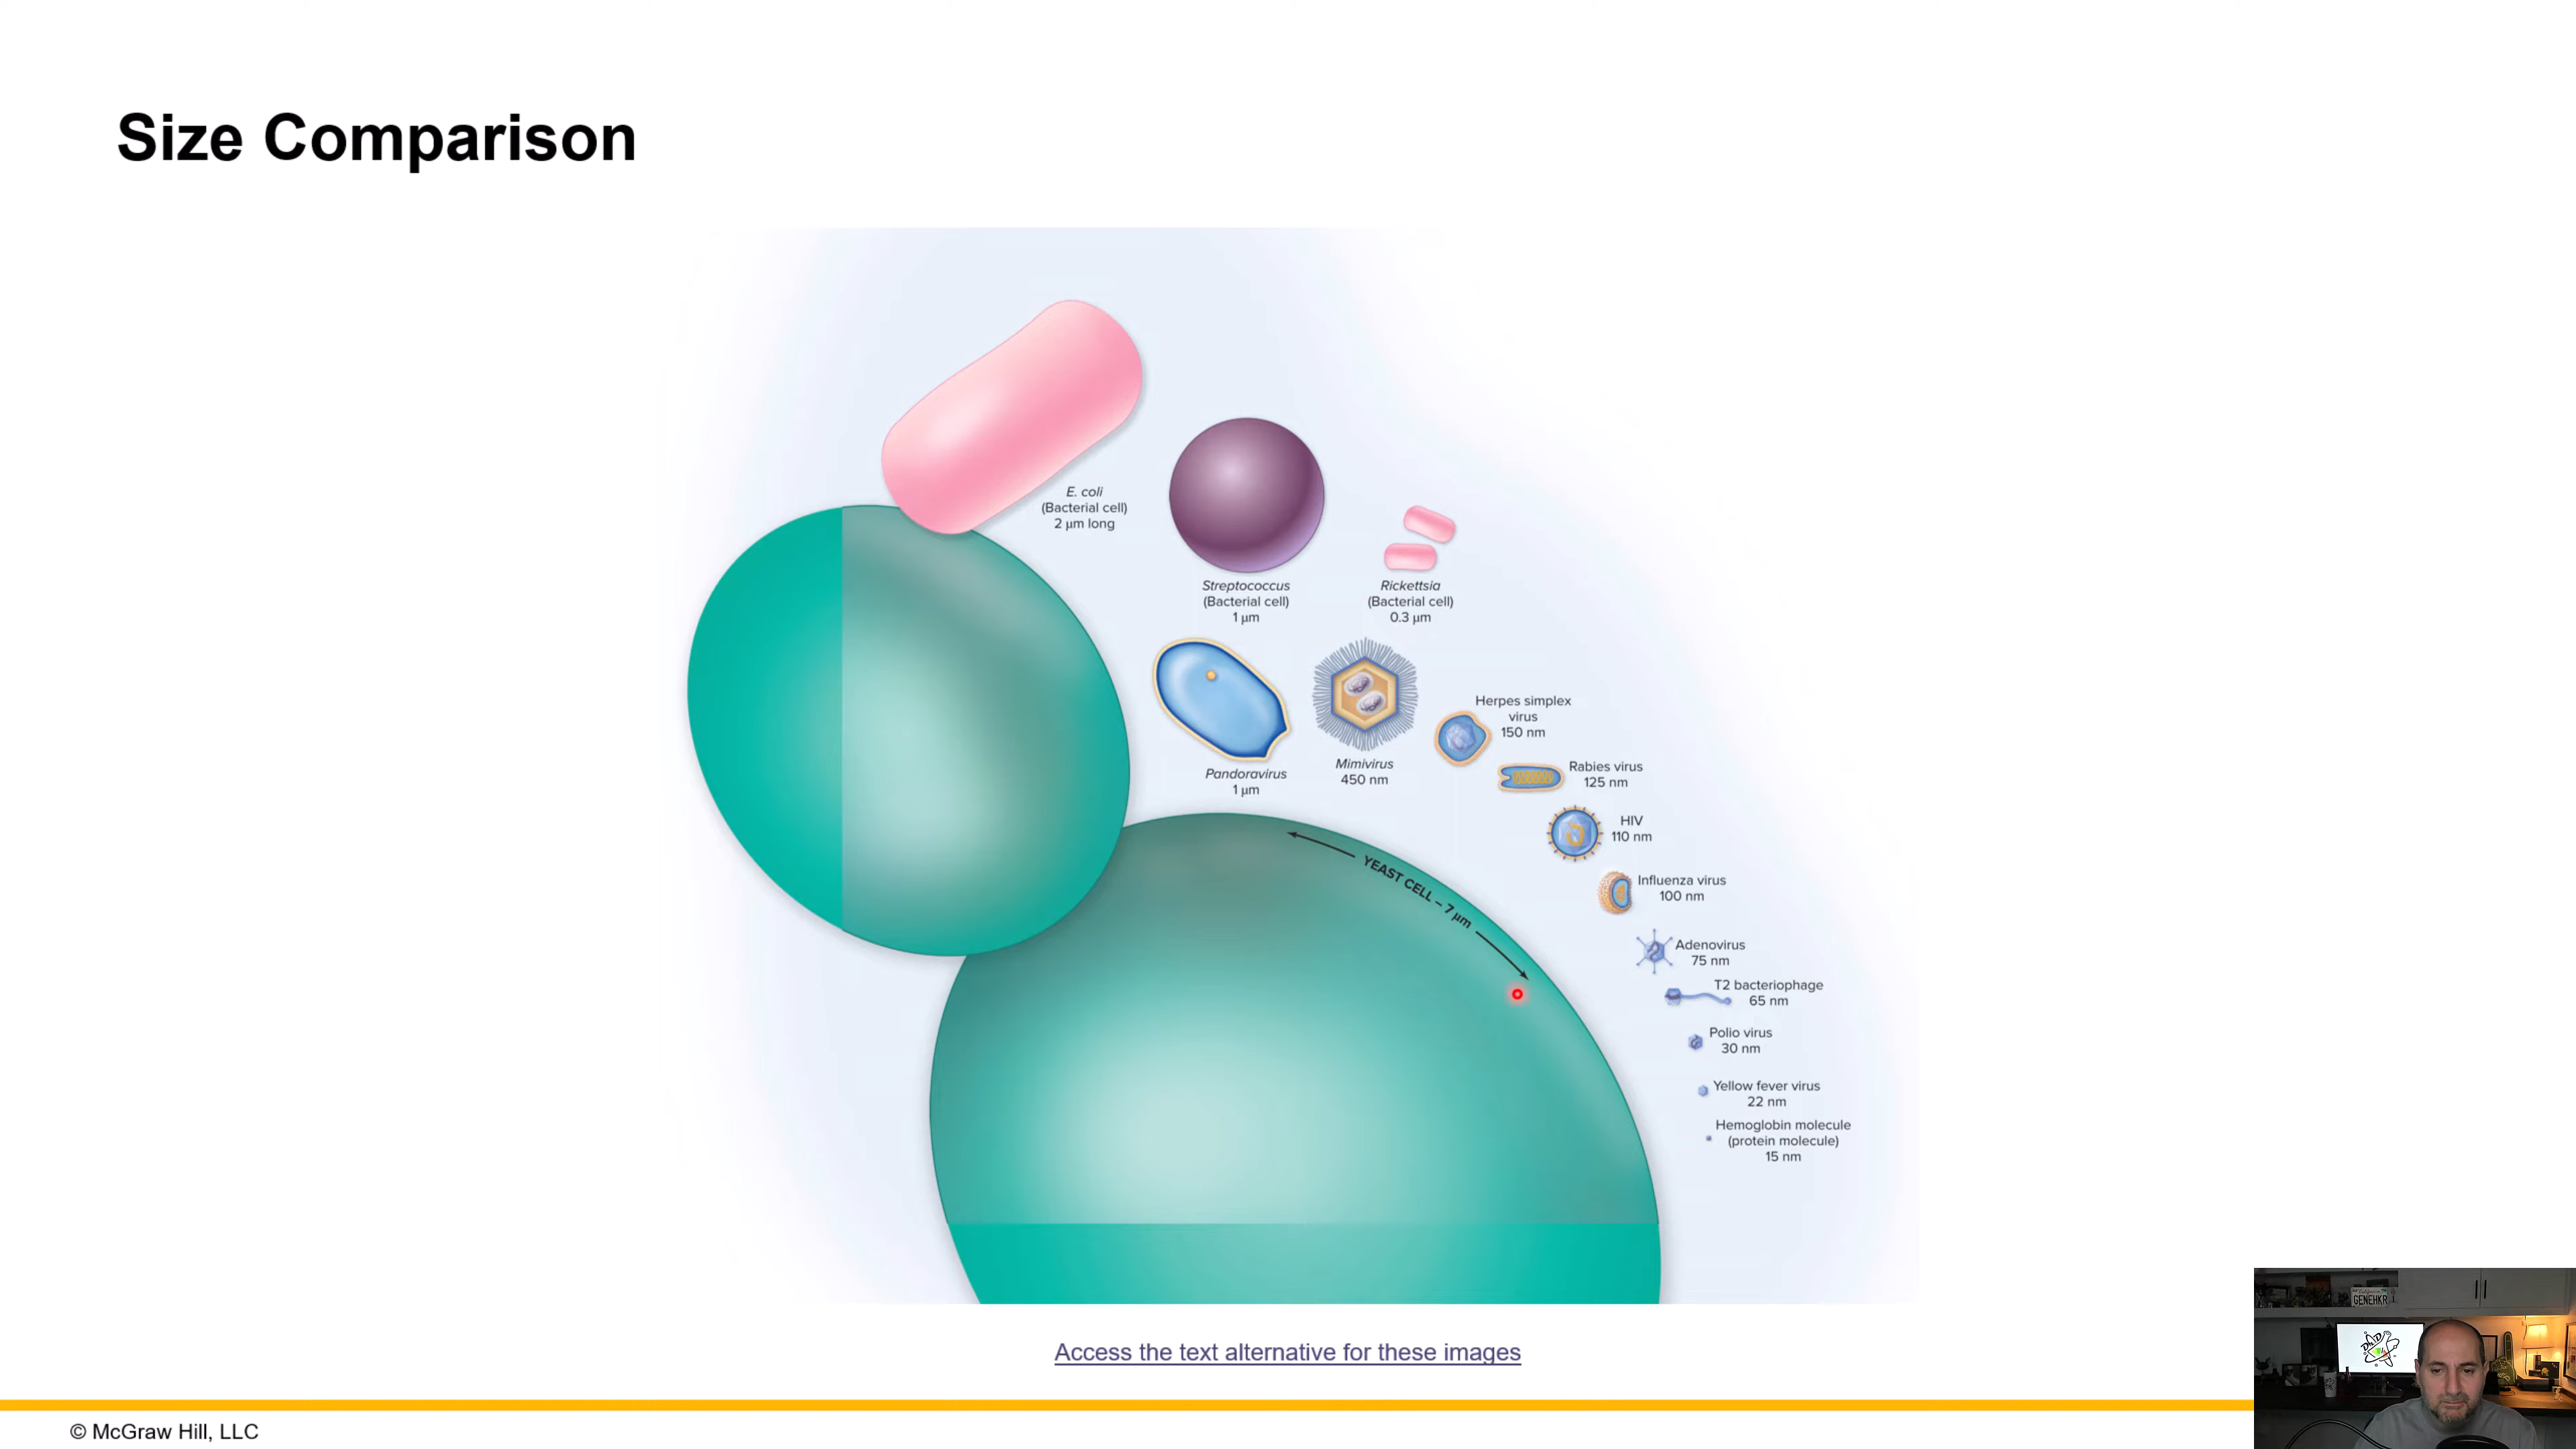 Size Comparison
E. coli
(Bacterial cell)
2 μm long
Streptococcus
(Bacterial cell)
1 μm
Rickettsia
(Bacterial cell)
0.3 μm
Pandoravirus
1 μm
Mimivirus
450 nm
Herpes simplex
virus
150 nm
Rabies virus
125 nm
HIV
110 nm
YEAST CELL – 7 μm
Influenza virus
100 nm
Adenovirus
75 nm
T2 bacteriophage
65 nm
Polio virus
30 nm
Yellow fever virus
22 nm
Hemoglobin molecule
(protein molecule)
15 nm
Access the text alternative for these images
© McGraw Hill, LLC
GENEHKR